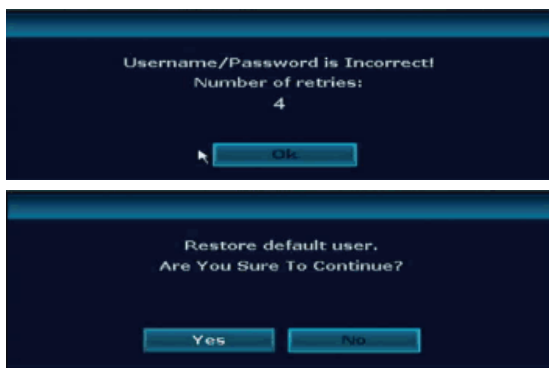 Username/Password is Incorrect!
Number of retries:
4
Ok
Restore default user.
Are You Sure To Continue?
Yes
No